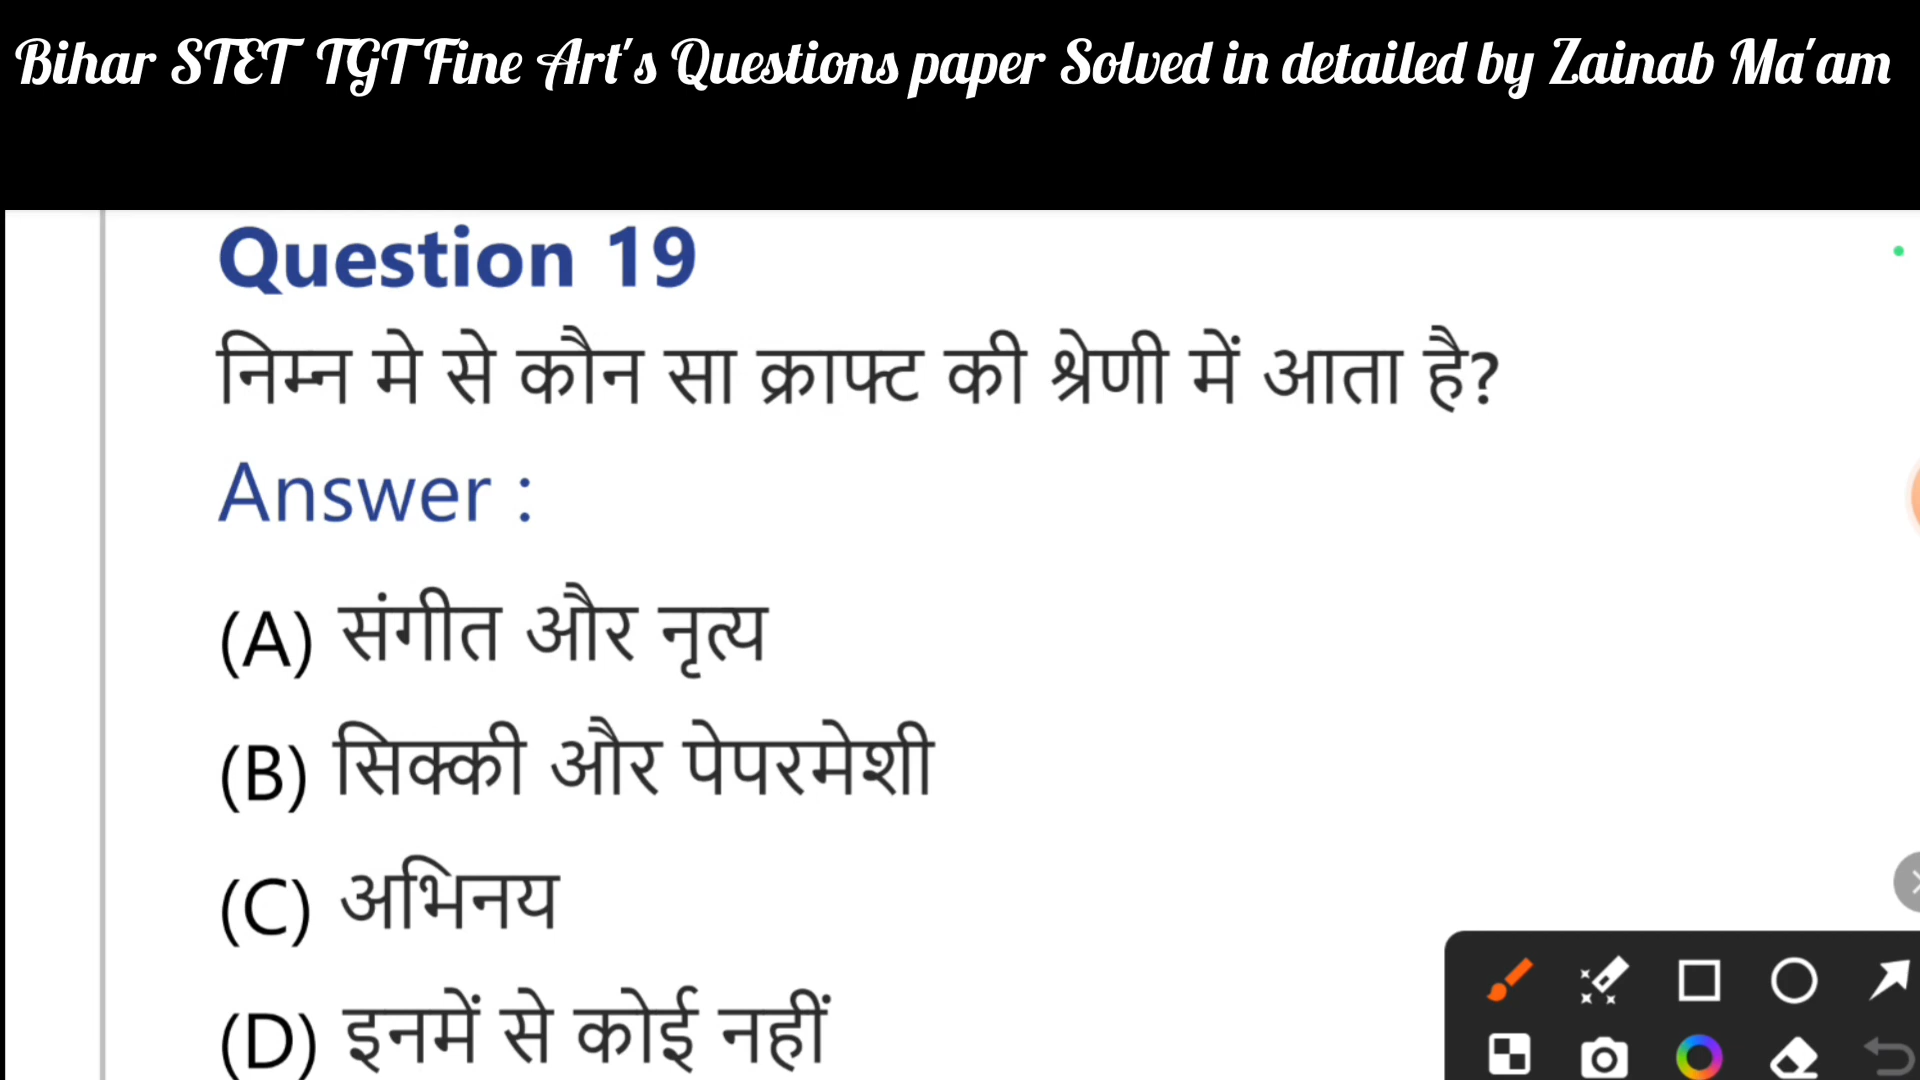 Bihar STET TGT Fine Art's Questions paper Solved in detailed by Zainab Ma'am
Question 19
निम्न मे से कौन सा क्राफ्ट की श्रेणी में आता है?
Answer :
(A) संगीत और नृत्य
(B) सिक्की और पेपरमेशी
(C) अभिनय
(D) इनमें से कोई नहीं